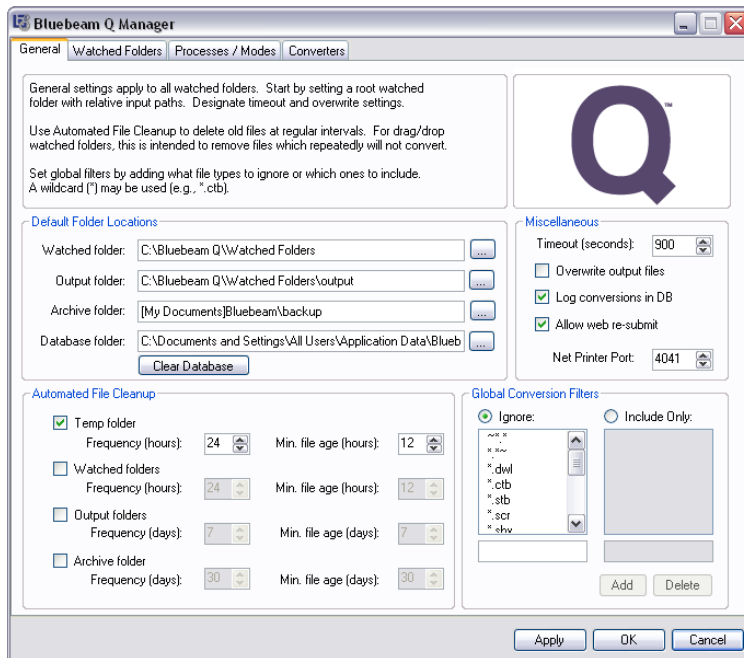 Bluebeam Q Manager
General Watched Folders Processes / Modes Converters
General settings apply to all watched folders. Start by setting a root watched
folder with relative input paths. Designate timeout and overwrite settings.
Use Automated File Cleanup to delete old files at regular intervals. For drag/drop
watched folders, this is intended to remove files which repeatedly will not convert.
Set global filters by adding what file types to ignore or which ones to include.
A wildcard (*) may be used (e.g., *.ctb).
Q™
Default Folder Locations
Watched folder: C:\Bluebeam Q\Watched Folders ...
Output folder: C:\Bluebeam Q\Watched Folders\output ...
Archive folder: [My Documents]Bluebeam\backup ...
Database folder: C:\Documents and Settings\All Users\Application Data\Blueb ...
Clear Database
Miscellaneous
Timeout (seconds): 900
Overwrite output files
Log conversions in DB
Allow web re-submit
Net Printer Port: 4041
Automated File Cleanup
Temp folder
Frequency (hours): 24 Min. file age (hours): 12
Watched folders
Frequency (hours): 24 Min. file age (hours): 12
Output folders
Frequency (days): 7 Min. file age (days): 7
Archive folder
Frequency (days): 30 Min. file age (days): 30
Global Conversion Filters
Ignore: Include Only:
*.dwl
*.ctb
*.stb
*.scr
Add Delete
Apply OK Cancel